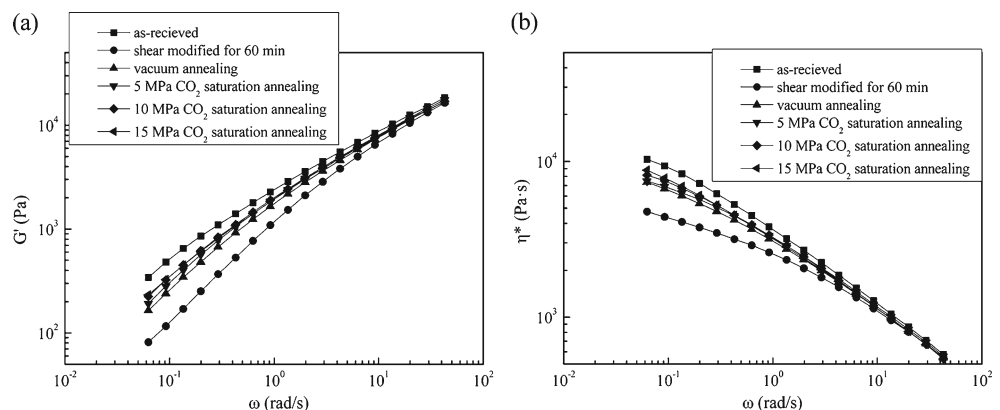 (a)
as-recieved
shear modified for 60 min
vacuum annealing
5 MPa CO2 saturation annealing
10 MPa CO2 saturation annealing
15 MPa CO2 saturation annealing
10^4
10^3
10^2
G' (Pa)
10^-2
10^-1
10^0
10^1
10^2
ω (rad/s)
(b)
as-recieved
shear modified for 60 min
vacuum annealing
5 MPa CO2 saturation annealing
10 MPa CO2 saturation annealing
15 MPa CO2 saturation annealing
10^4
10^3
η* (Pa·s)
10^-2
10^-1
10^0
10^1
10^2
ω (rad/s)